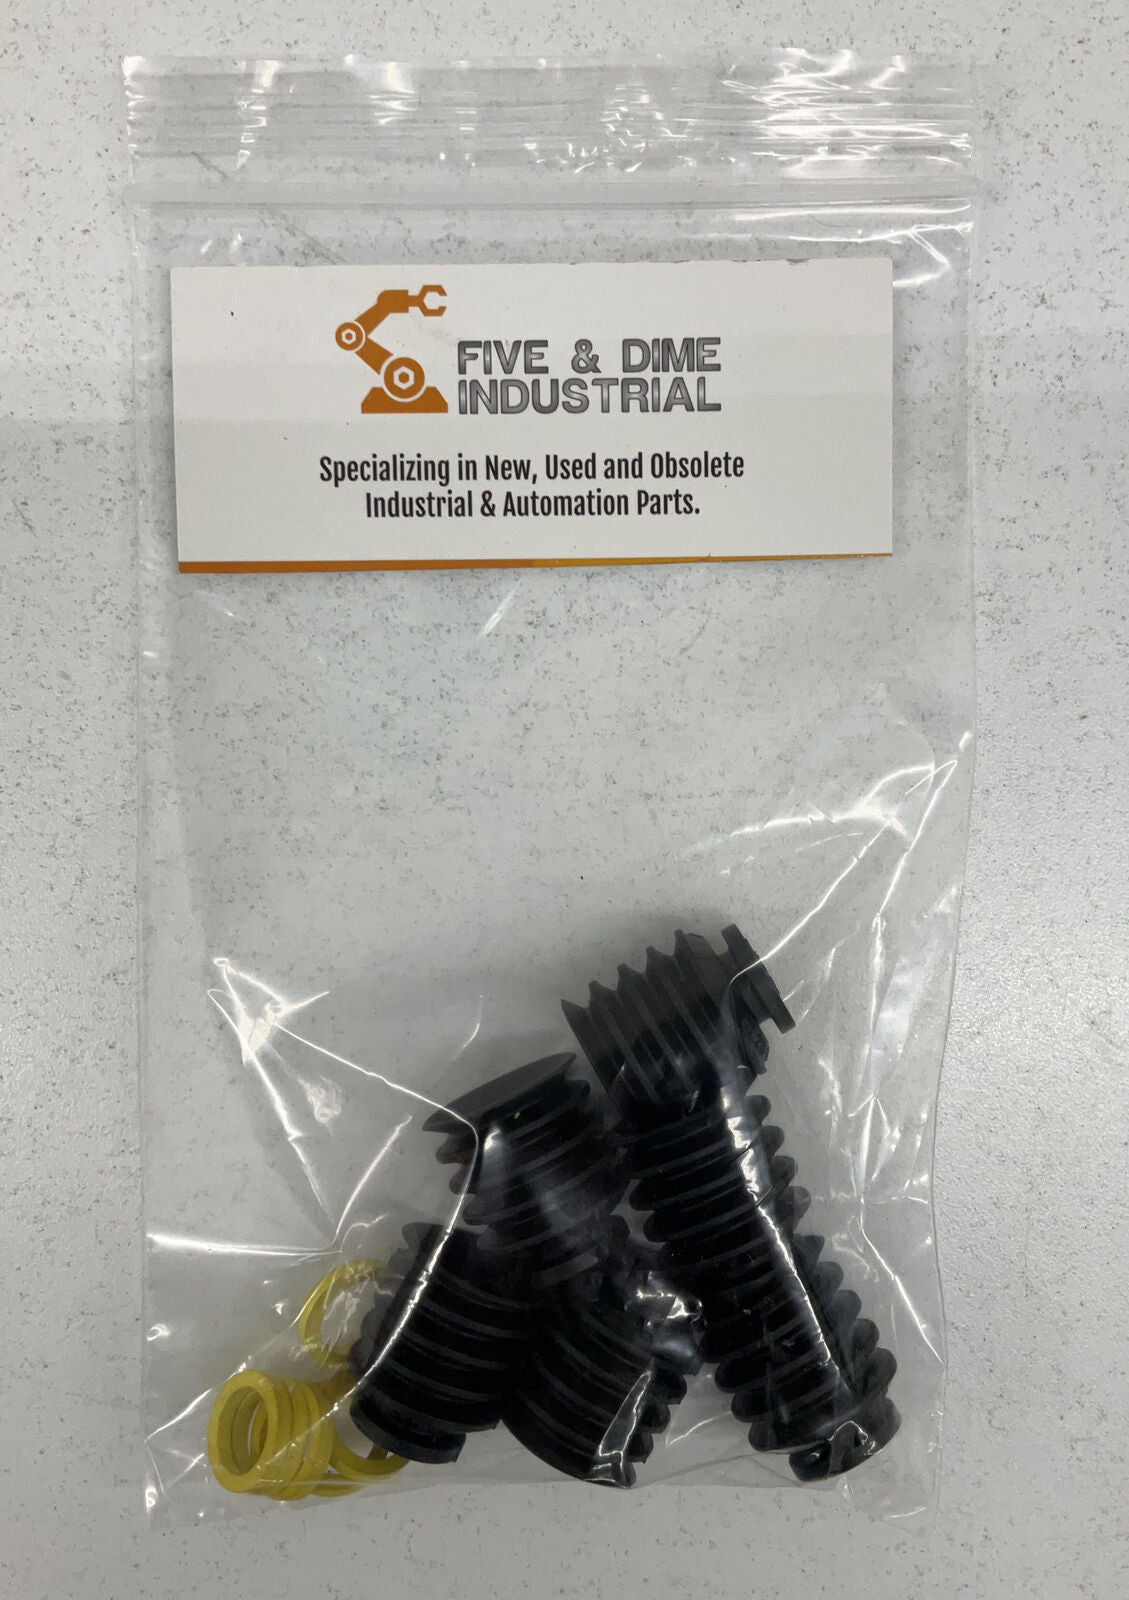 FIVE & DIME
INDUSTRIAL
Specializing in New, Used and Obsolete
Industrial & Automation Parts.